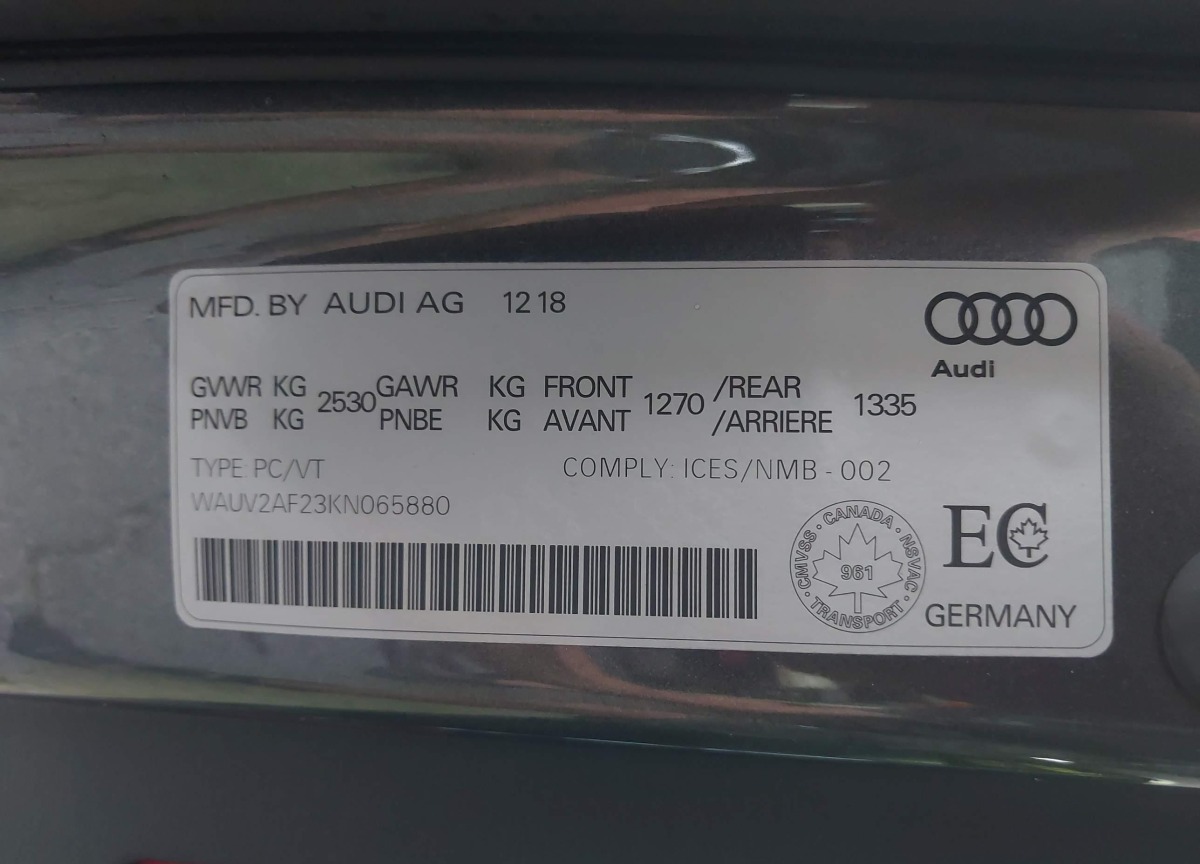 MFD. BY AUDI AG 12 18
Audi
GVWR KG 2530 GAWR KG FRONT 1270 /REAR 1335
PNVB KG PNBE KG AVANT /ARRIERE
TYPE: PC/VT COMPLY: ICES/NMB - 002
WAUV2AF23KN065880
CANADA · NSVAC · TRANSPORT · CMVSS ·
961
EC
GERMANY